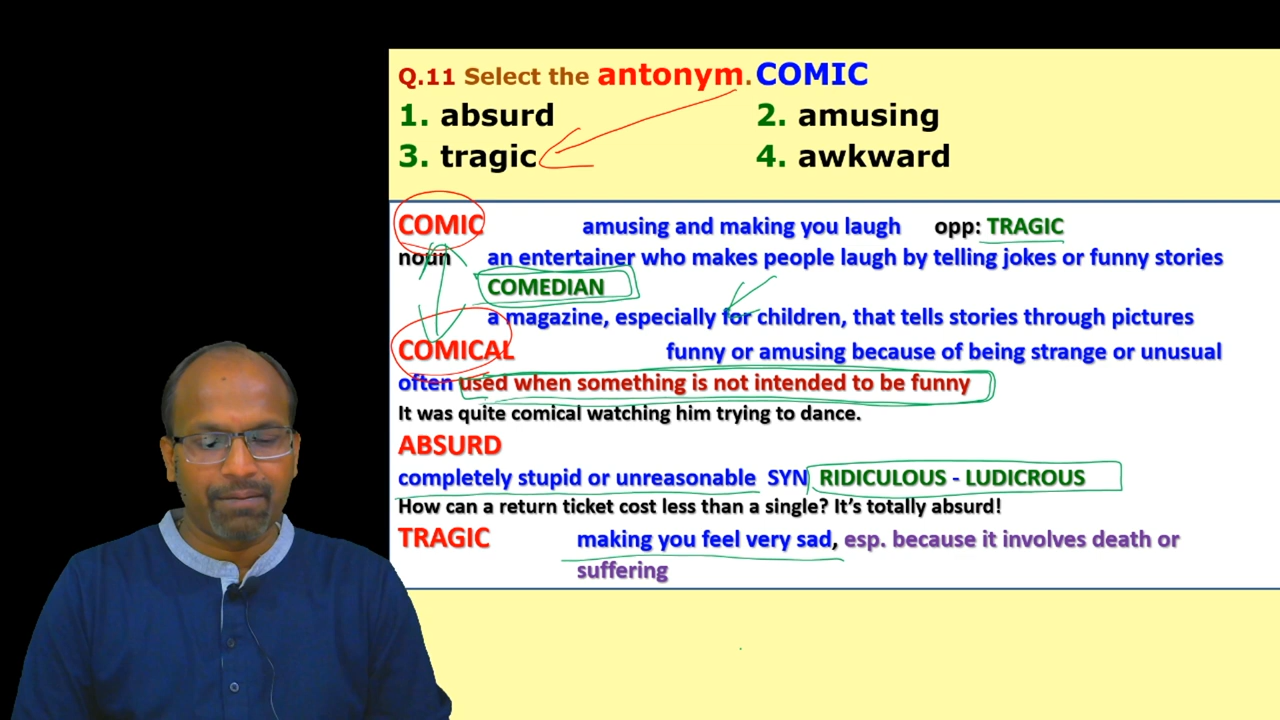 Q.11 Select the antonym. COMIC
1. absurd 2. amusing
3. tragic 4. awkward
COMIC amusing and making you laugh opp: TRAGIC
noun an entertainer who makes people laugh by telling jokes or funny stories
COMEDIAN
a magazine, especially for children, that tells stories through pictures
COMICAL funny or amusing because of being strange or unusual
often used when something is not intended to be funny
It was quite comical watching him trying to dance.
ABSURD
completely stupid or unreasonable SYN RIDICULOUS - LUDICROUS
How can a return ticket cost less than a single? It’s totally absurd!
TRAGIC making you feel very sad, esp. because it involves death or
suffering